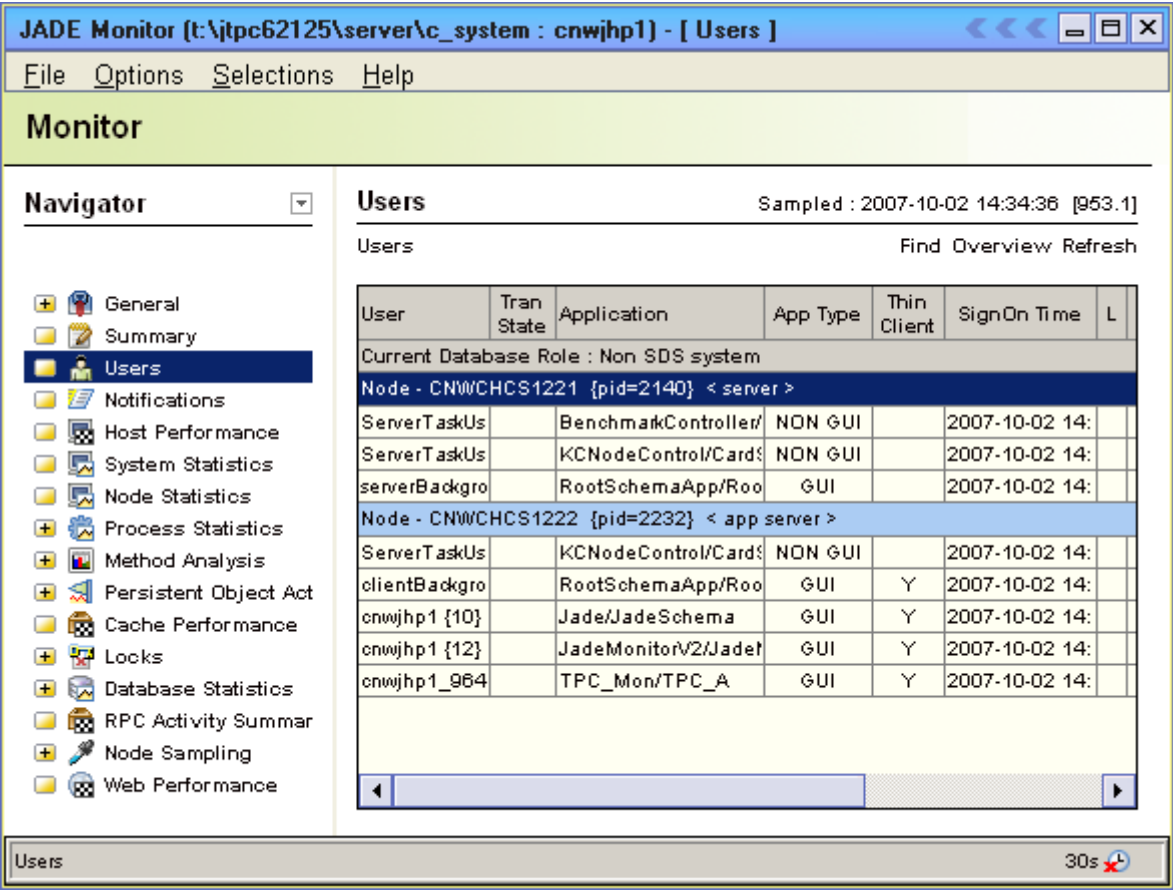 JADE Monitor (t:\jtpc62125\server\c_system : cnwjhp1) - [ Users ]
File Options Selections Help
Monitor
Navigator
General
Summary
Users
Notifications
Host Performance
System Statistics
Node Statistics
Process Statistics
Method Analysis
Persistent Object Act
Cache Performance
Locks
Database Statistics
RPC Activity Summar
Node Sampling
Web Performance
Users Sampled : 2007-10-02 14:34:36 [953.1]
Users Find Overview Refresh
User Tran State Application App Type Thin Client SignOn Time L
Current Database Role : Non SDS system
Node - CNWCHCS1221 {pid=2140} < server >
ServerTaskUs BenchmarkController/ NON GUI 2007-10-02 14:
ServerTaskUs KCNodeControl/CardS NON GUI 2007-10-02 14:
serverBackgro RootSchemaApp/Roo GUI 2007-10-02 14:
Node - CNWCHCS1222 {pid=2232} < app server >
ServerTaskUs KCNodeControl/CardS NON GUI 2007-10-02 14:
clientBackgro RootSchemaApp/Roo GUI Y 2007-10-02 14:
cnwjhp1 {10} Jade/JadeSchema GUI Y 2007-10-02 14:
cnwjhp1 {12} JadeMonitorV2/JadeM GUI Y 2007-10-02 14:
cnwjhp1_964 TPC_Mon/TPC_A GUI Y 2007-10-02 14:
Users 30s